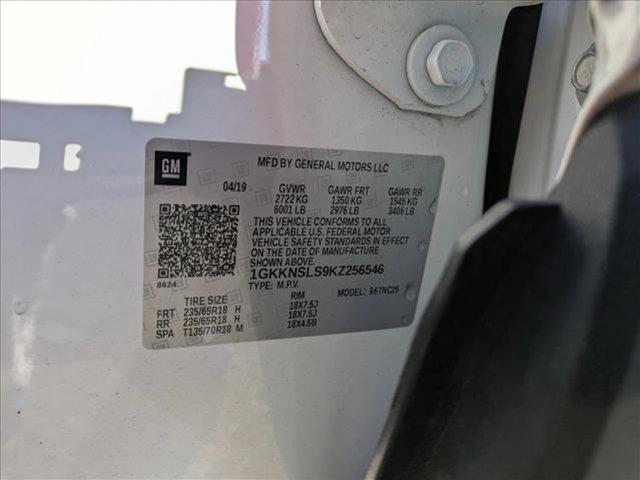 GM
MFD BY GENERAL MOTORS LLC
04/19 GVWR GAWR FRT GAWR RR
2722 KG 1350 KG 1545 KG
6001 LB 2976 LB 3406 LB
THIS VEHICLE CONFORMS TO ALL
APPLICABLE U.S. FEDERAL MOTOR
VEHICLE SAFETY STANDARDS IN EFFECT
ON THE DATE OF MANUFACTURE
SHOWN ABOVE.
1GKKNSLS9KZ256546
8624
TYPE: M.P.V. MODEL: 96TNC26
TIRE SIZE RIM
FRT 235/65R18 H 18X7.5J
RR 235/65R18 H 18X7.5J
SPA T135/70R18 M 18X4.5B